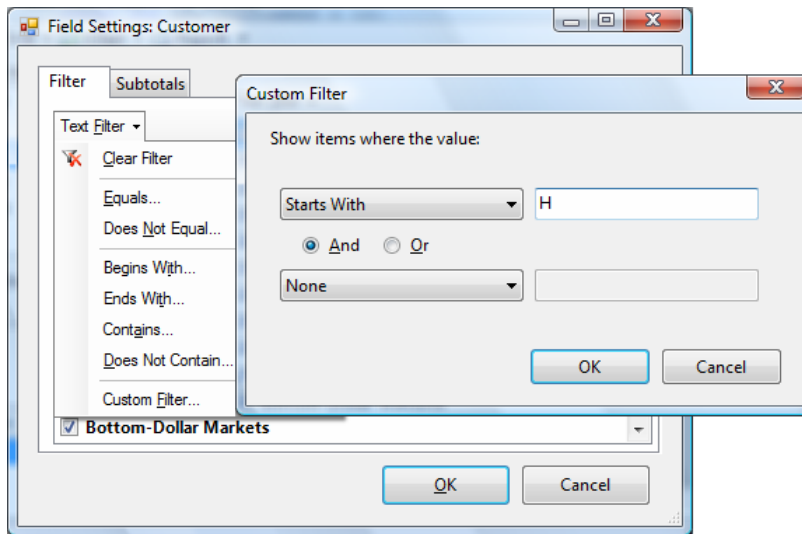 Field Settings: Customer
Filter
Subtotals
Text Filter
Clear Filter
Equals...
Does Not Equal...
Begins With...
Ends With...
Contains...
Does Not Contain...
Custom Filter...
Bottom-Dollar Markets
OK
Cancel
Custom Filter
Show items where the value:
Starts With
H
And
Or
None
OK
Cancel